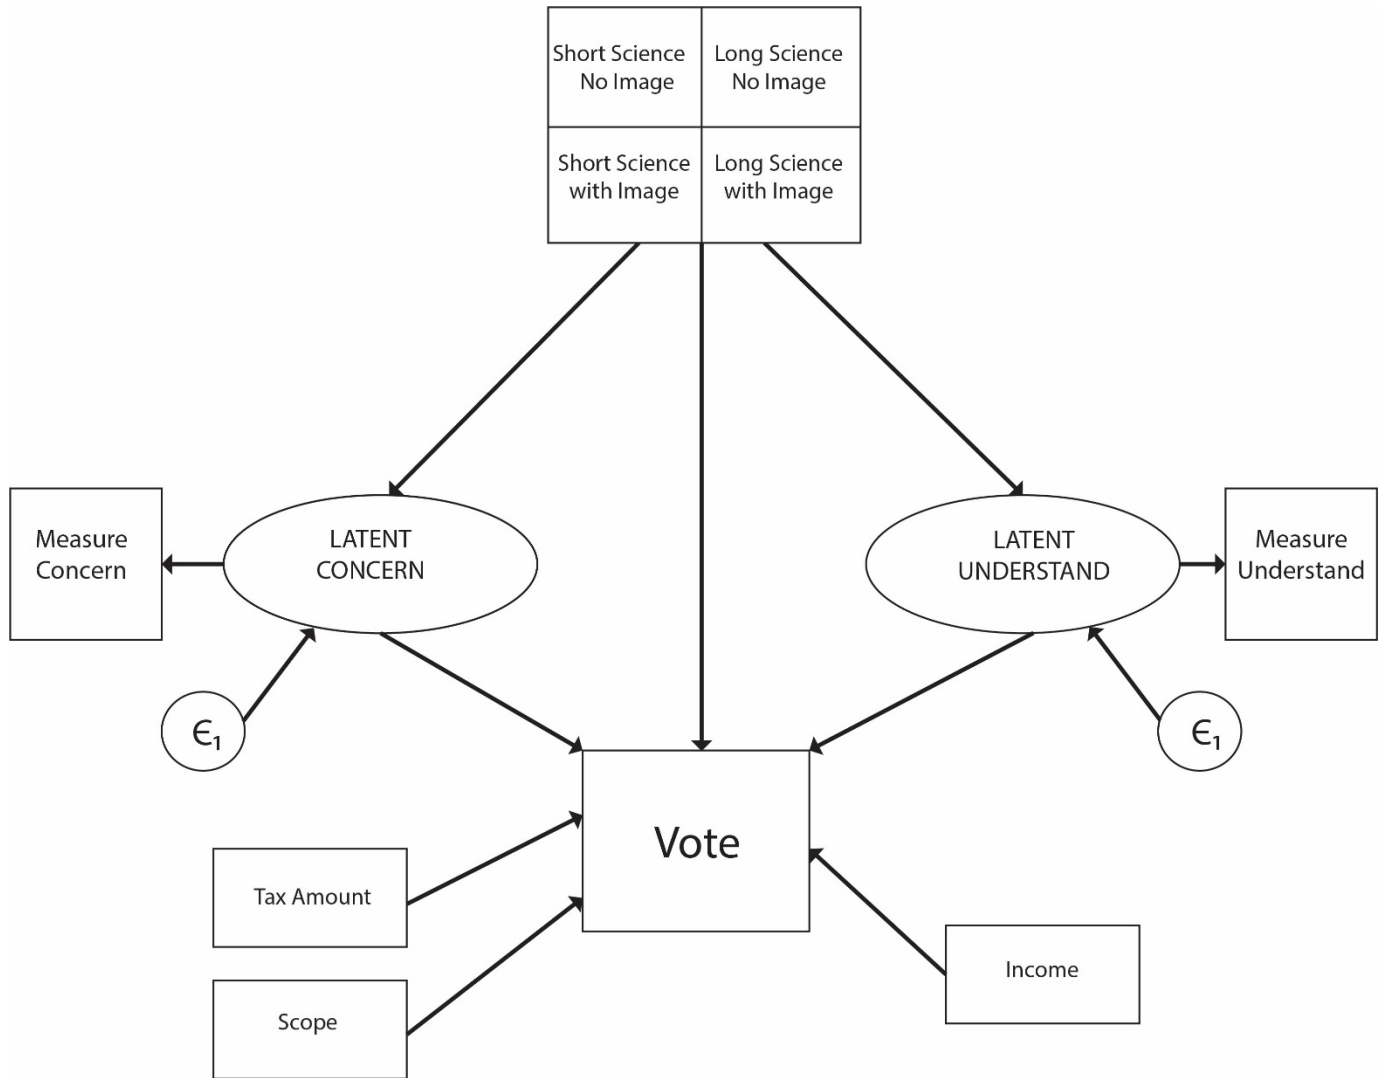 Short Science
No Image
Long Science
No Image
Short Science
with Image
Long Science
with Image
Measure
Concern
LATENT
CONCERN
LATENT
UNDERSTAND
Measure
Understand
ϵ₁
ϵ₁
Vote
Tax Amount
Income
Scope